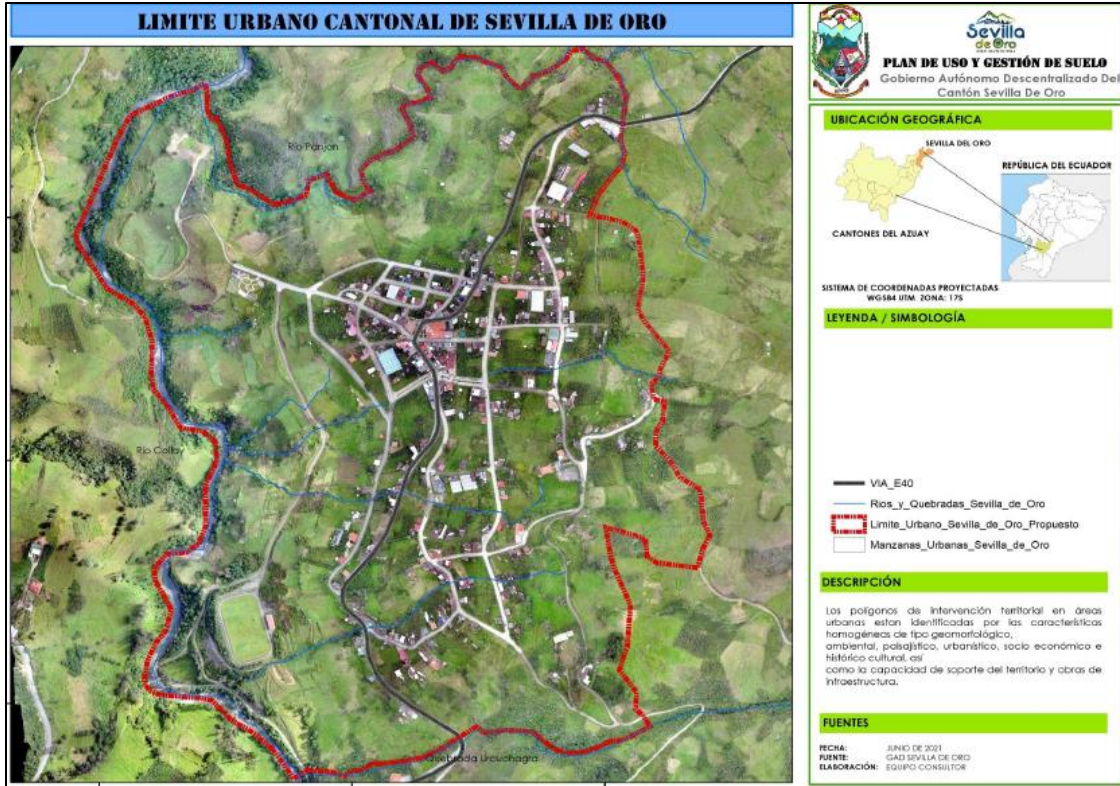 LIMITE URBANO CANTONAL DE SEVILLA DE ORO
Río Panjan
Río Collay
Quebrada Urcuchagra
Sevilla
de Oro
PLAN DE USO Y GESTIÓN DE SUELO
Gobierno Autónomo Descentralizado Del
Cantón Sevilla De Oro
UBICACIÓN GEOGRÁFICA
SEVILLA DEL ORO
REPÚBLICA DEL ECUADOR
CANTONES DEL AZUAY
SISTEMA DE COORDENADAS PROYECTADAS
WGS84 UTM ZONA: 17S
LEYENDA / SIMBOLOGÍA
VIA_E40
Rios_y_Quebradas_Sevilla_de_Oro
Limite_Urbano_Sevilla_de_Oro_Propuesto
Manzanas_Urbanas_Sevilla_de_Oro
DESCRIPCIÓN
Los polígonos de intervención territorial en áreas
urbanas estan identificadas por las características
homogéneas de tipo geomorfológico,
ambiental, paisajístico, urbanístico, socio económico e
histórico cultural, así
como la capacidad de soporte del territorio y obras de
infraestructura.
FUENTES
FECHA: JUNIO DE 2021
FUENTE: GAD SEVILLA DE ORO
ELABORACIÓN: EQUIPO CONSULTOR